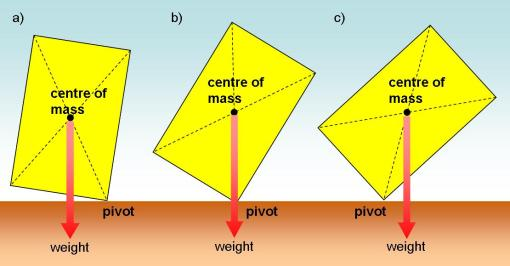 a)
b)
c)
centre of
mass
centre of
mass
centre of
mass
pivot
pivot
pivot
weight
weight
weight